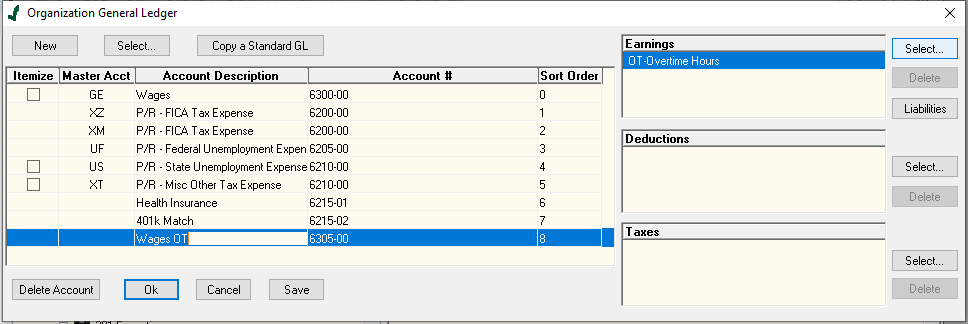 Organization General Ledger
New Select... Copy a Standard GL
Itemize Master Acct Account Description Account # Sort Order
GE Wages 6300-00 0
XZ P/R - FICA Tax Expense 6200-00 1
XM P/R - FICA Tax Expense 6200-00 2
UF P/R - Federal Unemployment Expen 6205-00 3
US P/R - State Unemployment Expense 6210-00 4
XT P/R - Misc Other Tax Expense 6210-00 5
Health Insurance 6215-01 6
401k Match 6215-02 7
Wages OT 6305-00 8
Delete Account Ok Cancel Save
Earnings
OT-Overtime Hours
Select...
Delete
Liabilities
Deductions
Select...
Delete
Taxes
Select...
Delete